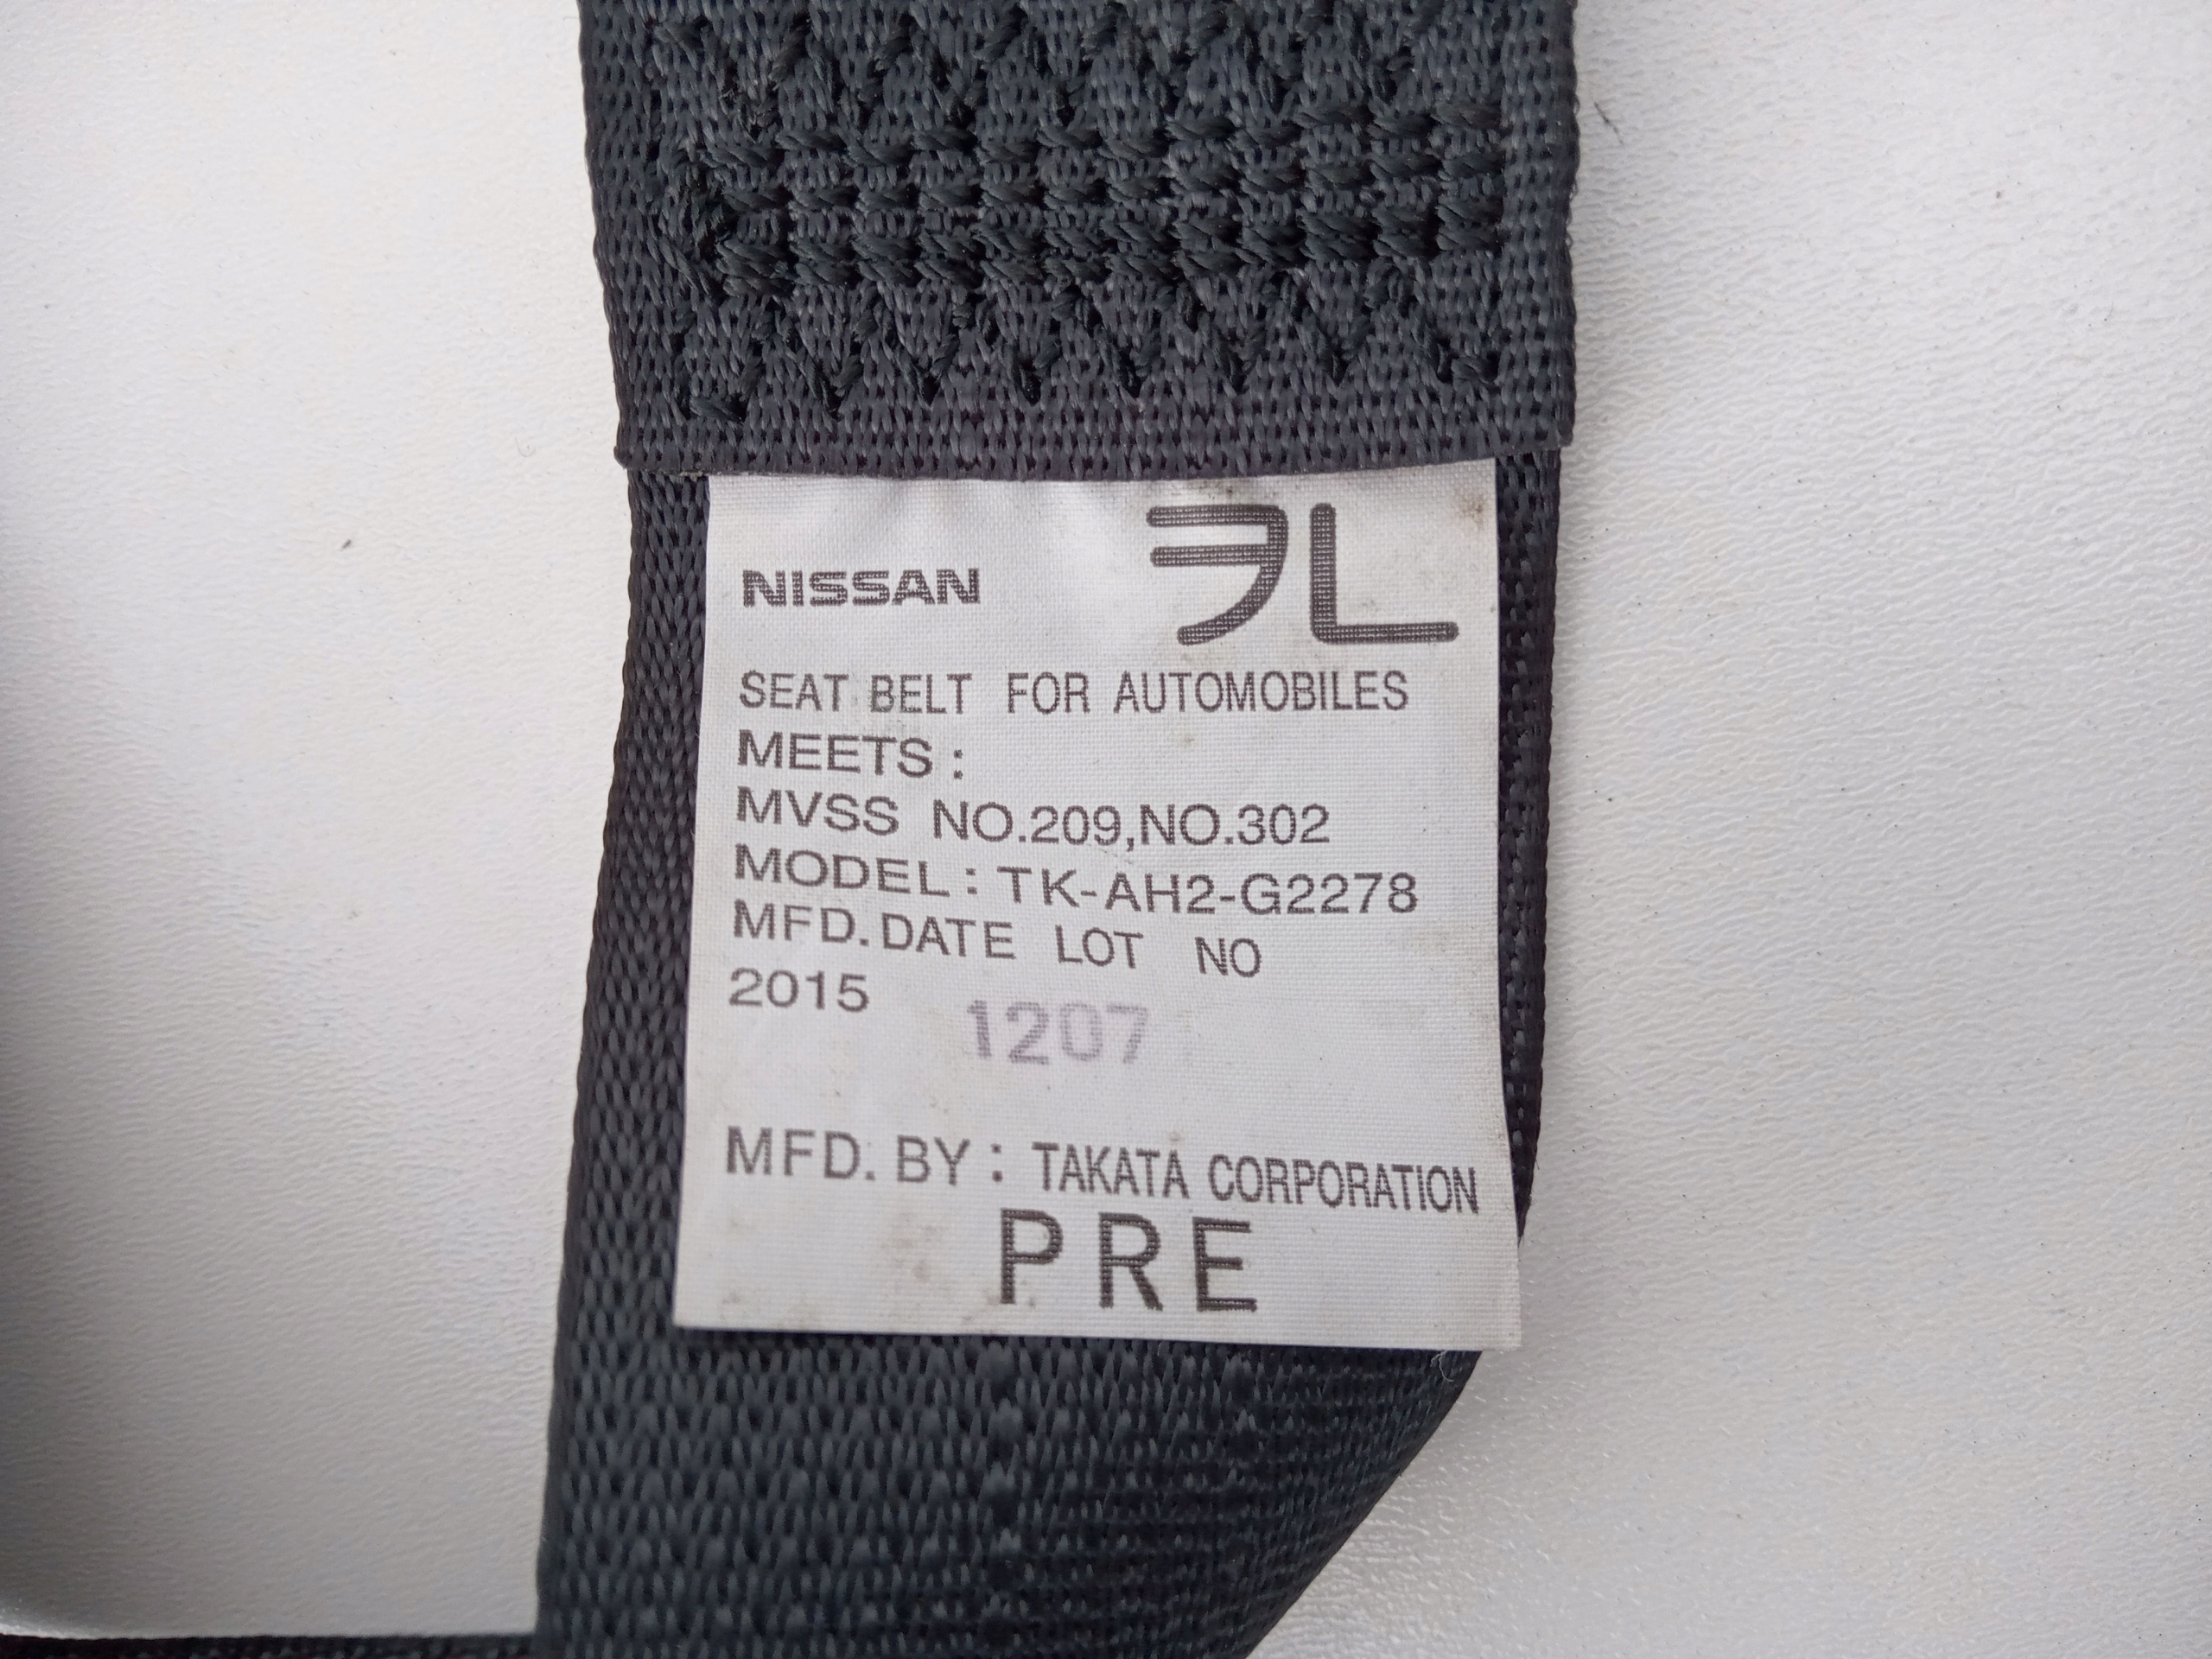 NISSAN ヲL
SEAT BELT FOR AUTOMOBILES
MEETS :
MVSS NO.209,NO.302
MODEL : TK-AH2-G2278
MFD. DATE LOT NO
2015 1207
MFD. BY : TAKATA CORPORATION
PRE